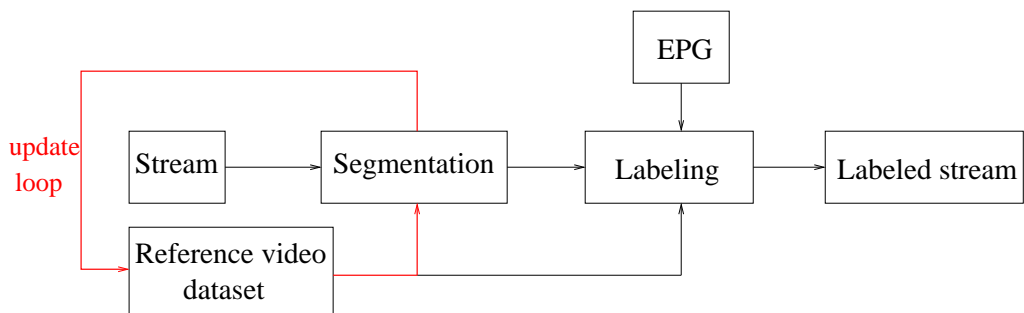 EPG
update
loop
Stream
Segmentation
Labeling
Labeled stream
Reference video
dataset